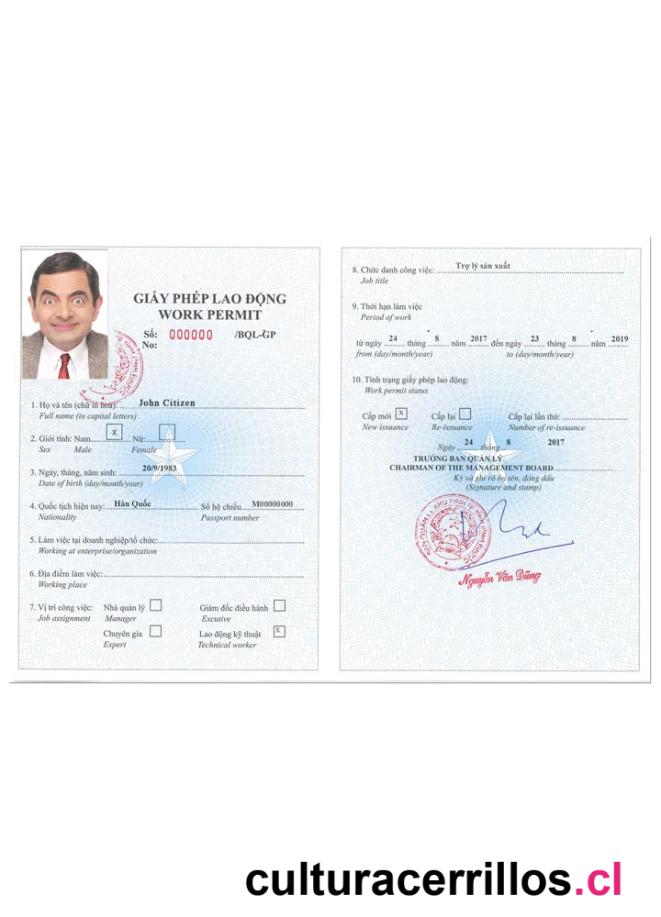 GIẤY PHÉP LAO ĐỘNG
WORK PERMIT
Số: 000000 /BQL-GP
No:
1. Họ và tên (chữ in hoa): John Citizen
Full name (in capital letters)
2. Giới tính: Nam X Nữ:
Sex Male Female
3. Ngày, tháng, năm sinh: 20/9/1983
Date of birth (day/month/year)
4. Quốc tịch hiện nay: Hàn Quốc Số hộ chiếu M00000000
Nationality Passport number
5. Làm việc tại doanh nghiệp/tổ chức:
Working at enterprise/organization
6. Địa điểm làm việc:
Working place
7. Vị trí công việc: Nhà quản lý Giám đốc điều hành
Job assignment Manager Excutive
Chuyên gia Lao động kỹ thuật X
Expert Technical worker
8. Chức danh công việc: Trợ lý sản xuất
Job title
9. Thời hạn làm việc
Period of work
từ ngày 24 tháng 8 năm 2017 đến ngày 23 tháng 8 năm 2019
from (day/month/year) to (day/month/year)
10. Tình trạng giấy phép lao động:
Work permit status
Cấp mới X Cấp lại Cấp lại lần thứ:
New issuance Re-issuance Number of re-issuance
Ngày 24 tháng 8 2017
TRƯỞNG BAN QUẢN LÝ
CHAIRMAN OF THE MANAGEMENT BOARD
Ký và ghi rõ họ tên, đóng dấu
(Signature and stamp)
Nguyễn Văn Dũng
culturacerrillos.cl